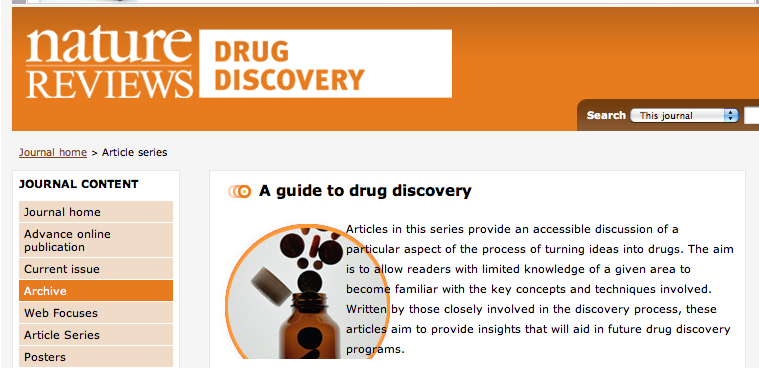 nature
REVIEWS
DRUG
DISCOVERY
Search This journal
Journal home > Article series
JOURNAL CONTENT
Journal home
Advance online
publication
Current issue
Archive
Web Focuses
Article Series
Posters
A guide to drug discovery
Articles in this series provide an accessible discussion of a
particular aspect of the process of turning ideas into drugs. The aim
is to allow readers with limited knowledge of a given area to
become familiar with the key concepts and techniques involved.
Written by those closely involved in the discovery process, these
articles aim to provide insights that will aid in future drug discovery
programs.